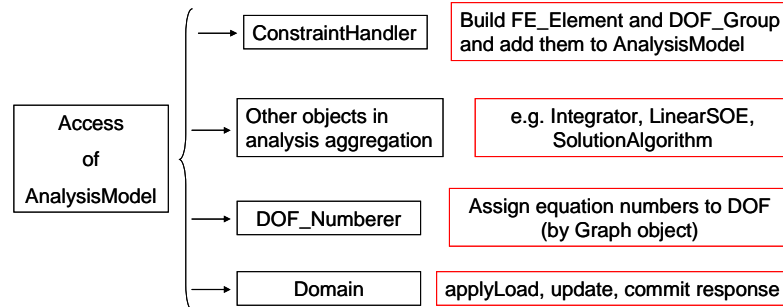 Access
of
AnalysisModel
ConstraintHandler
Build FE_Element and DOF_Group
and add them to AnalysisModel
Other objects in
analysis aggregation
e.g. Integrator, LinearSOE,
SolutionAlgorithm
DOF_Numberer
Assign equation numbers to DOF
(by Graph object)
Domain
applyLoad, update, commit response